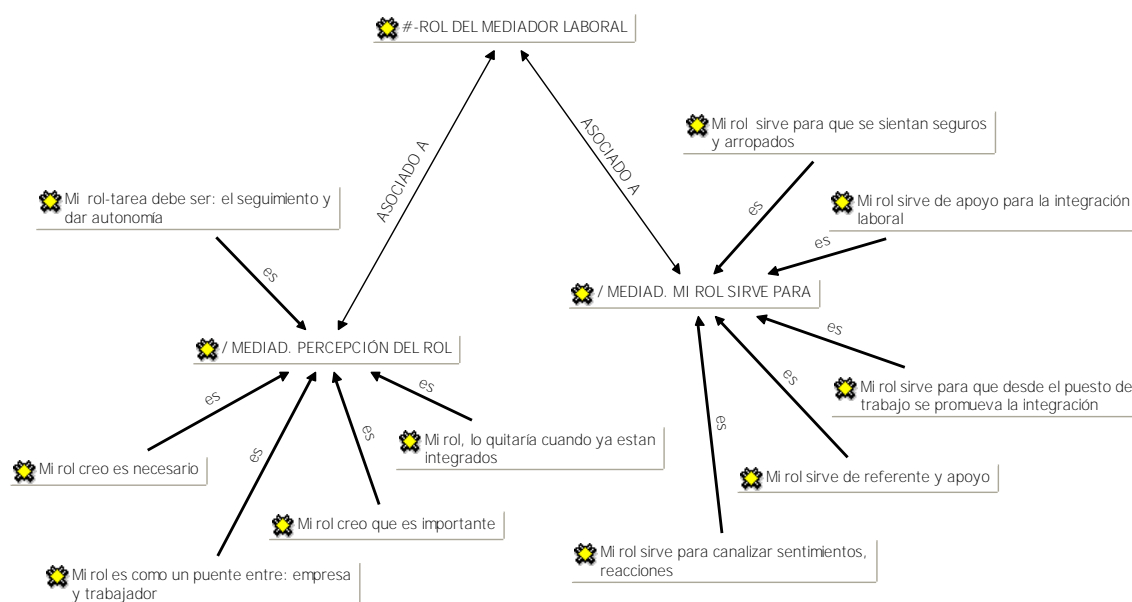 #-ROL DEL MEDIADOR LABORAL
ASOCIADO A
ASOCIADO A
Mi rol sirve para que se sientan seguros
y arropados
es
Mi rol-tarea debe ser: el seguimiento y
dar autonomía
es
Mi rol sirve de apoyo para la integración
laboral
es
/ MEDIAD. MI ROL SIRVE PARA
/ MEDIAD. PERCEPCIÓN DEL ROL
es
es
es
es
Mi rol creo es necesario
Mi rol, lo quitaría cuando ya estan
integrados
Mi rol creo que es importante
Mi rol es como un puente entre: empresa
y trabajador
es
es
es
Mi rol sirve para que desde el puesto de
trabajo se promueva la integración
Mi rol sirve de referente y apoyo
Mi rol sirve para canalizar sentimientos,
reacciones